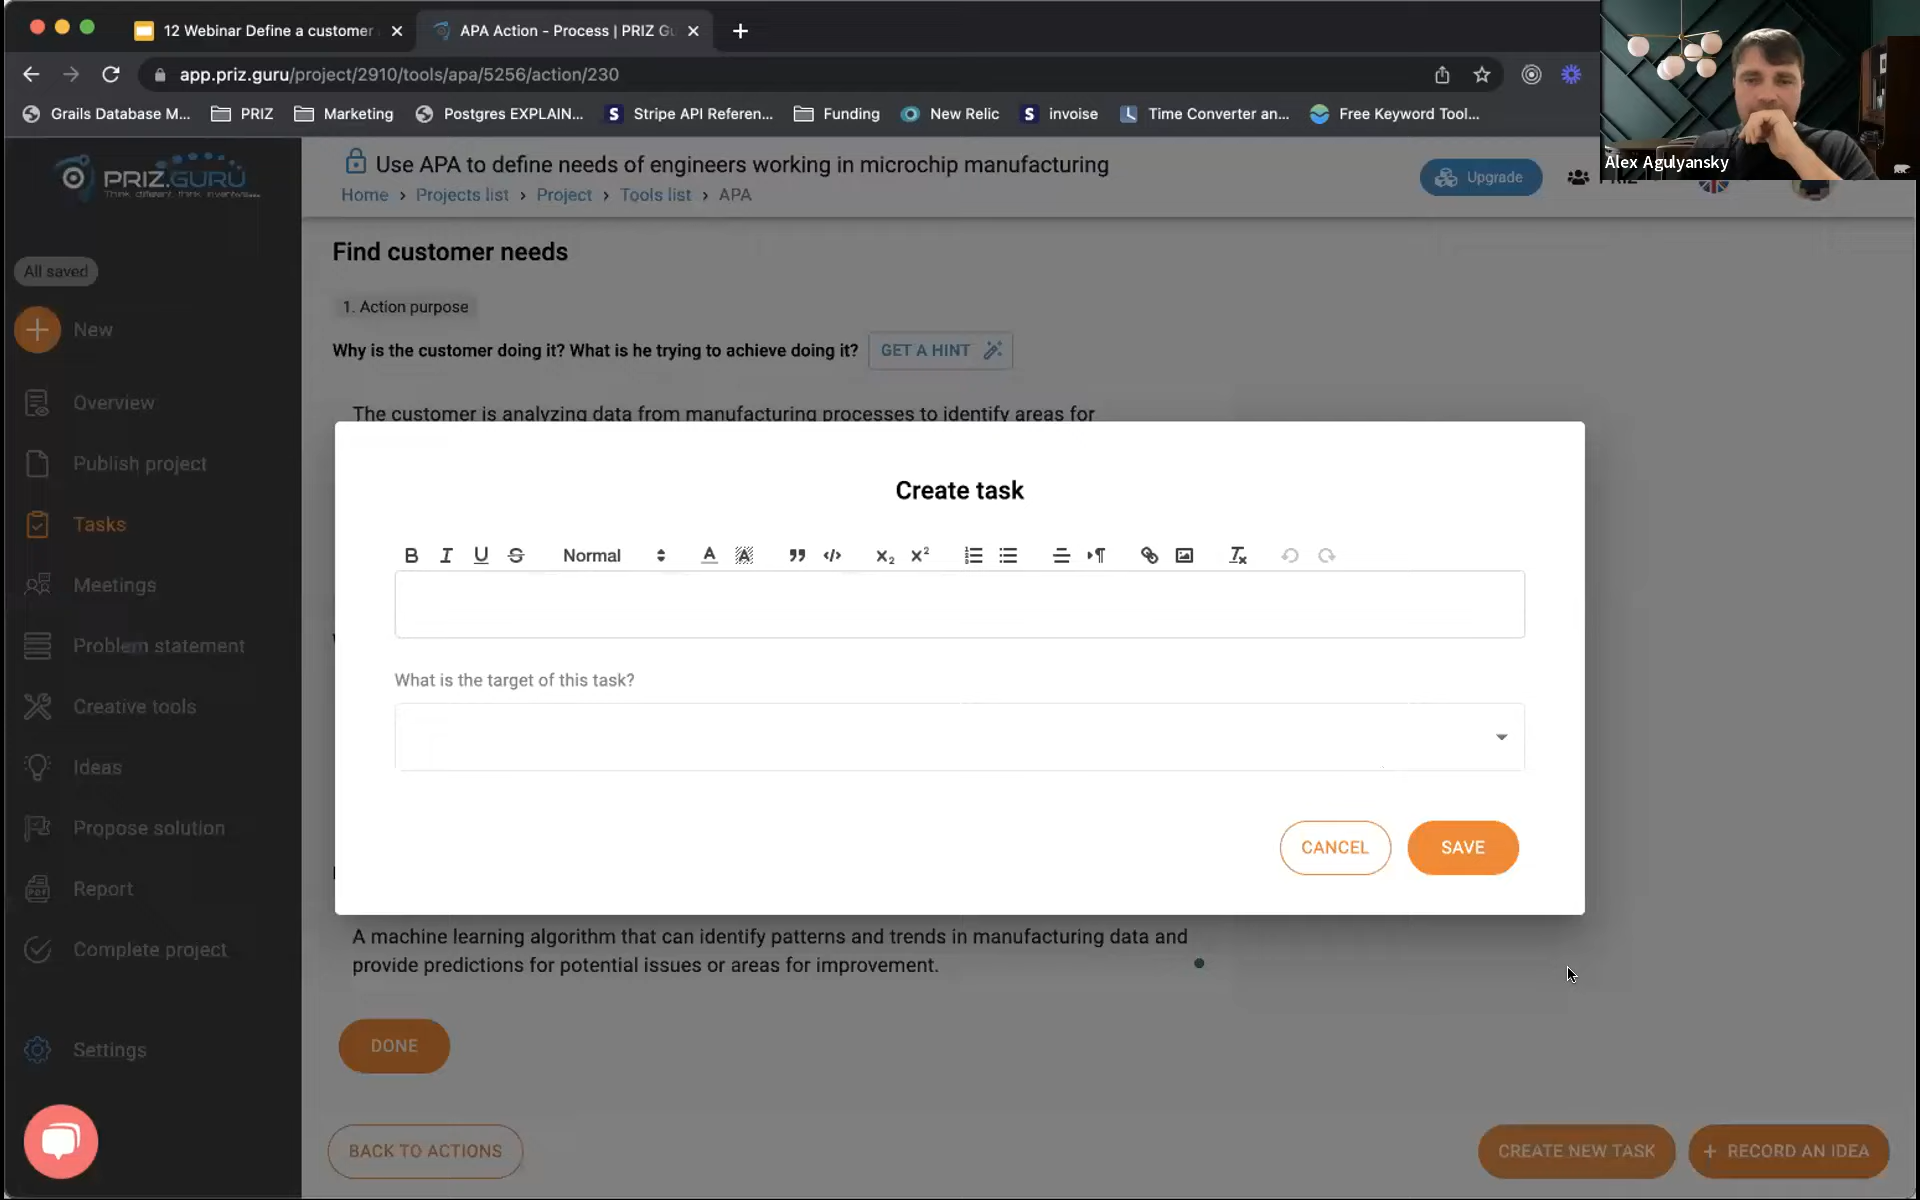 12 Webinar Define a customer
APA Action - Process | PRIZ Gu
app.priz.guru/project/2910/tools/apa/5256/action/230
Grails Database M...
PRIZ
Marketing
Postgres EXPLAIN...
Stripe API Referen...
Funding
New Relic
invoise
Time Converter an...
Free Keyword Tool...
Alex Agulyansky
PRIZ.GURU
Use APA to define needs of engineers working in microchip manufacturing
Home > Projects list > Project > Tools list > APA
Upgrade
All saved
New
Overview
Publish project
Tasks
Meetings
Problem statement
Creative tools
Ideas
Propose solution
Report
Complete project
Settings
Find customer needs
1. Action purpose
Why is the customer doing it? What is he trying to achieve doing it?
GET A HINT
The customer is analyzing data from manufacturing processes to identify areas for
Create task
Normal
What is the target of this task?
CANCEL
SAVE
A machine learning algorithm that can identify patterns and trends in manufacturing data and
provide predictions for potential issues or areas for improvement.
DONE
BACK TO ACTIONS
CREATE NEW TASK
+ RECORD AN IDEA